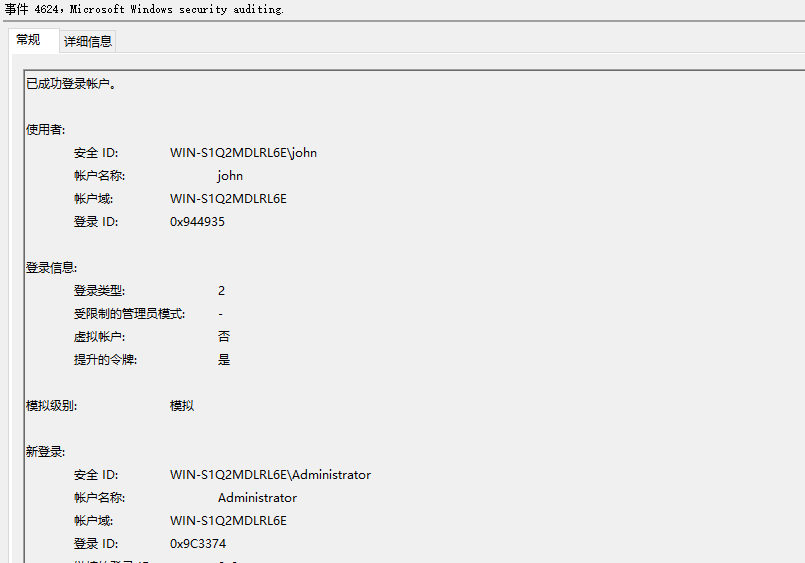 事件 4624，Microsoft Windows security auditing.
常规 详细信息
已成功登录帐户。
使用者:
安全 ID: WIN-S1Q2MDLRL6E\john
帐户名称: john
帐户域: WIN-S1Q2MDLRL6E
登录 ID: 0x944935
登录信息:
登录类型: 2
受限制的管理员模式: -
虚拟帐户: 否
提升的令牌: 是
模拟级别: 模拟
新登录:
安全 ID: WIN-S1Q2MDLRL6E\Administrator
帐户名称: Administrator
帐户域: WIN-S1Q2MDLRL6E
登录 ID: 0x9C3374